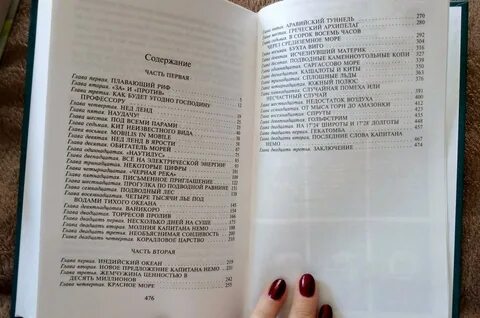 Содержание
ЧАСТЬ ПЕРВАЯ
Глава первая. ПЛАВАЮЩИЙ РИФ 5
Глава вторая. «ЗА» И «ПРОТИВ»
Глава третья. КАК БУДЕТ УГОДНО ГОСПОДИНУ
ПРОФЕССОРУ
Глава четвертая. НЕД ЛЕНД
Глава пятая. НАУДАЧУ!
Глава шестая. ПОД ВСЕМИ ПАРАМИ
Глава седьмая. КИТ НЕИЗВЕСТНОГО ВИДА
Глава восьмая. MOBILIS IN MOBILE
Глава девятая. НЕД ЛЕНД В ЯРОСТИ
Глава десятая. ОБИТАТЕЛЬ МОРЕЙ
Глава одиннадцатая. «НАУТИЛУС»
Глава двенадцатая. ВСЁ НА ЭЛЕКТРИЧЕСКОЙ ЭНЕРГИИ
Глава тринадцатая. НЕКОТОРЫЕ ЦИФРЫ
Глава четырнадцатая. «ЧЕРНАЯ РЕКА»
Глава пятнадцатая. ПИСЬМЕННОЕ ПРИГЛАШЕНИЕ
Глава шестнадцатая. ПРОГУЛКА ПО ПОДВОДНОЙ РАВНИНЕ
Глава семнадцатая. ПОДВОДНЫЙ ЛЕС
Глава восемнадцатая. ЧЕТЫРЕ ТЫСЯЧИ ЛЬЕ ПОД
ВОДАМИ ТИХОГО ОКЕАНА
Глава девятнадцатая. ВАНИКОРО
Глава двадцатая. ТОРРЕСОВ ПРОЛИВ
Глава двадцать первая. НЕСКОЛЬКО ДНЕЙ НА СУШЕ
Глава двадцать вторая. МОЛНИЯ КАПИТАНА НЕМО
Глава двадцать третья. НЕОБЪЯСНИМАЯ СОНЛИВОСТЬ
Глава двадцать четвертая. КОРАЛЛОВОЕ ЦАРСТВО
ЧАСТЬ ВТОРАЯ
Глава первая. ИНДИЙСКИЙ ОКЕАН 219
Глава вторая. НОВОЕ ПРЕДЛОЖЕНИЕ КАПИТАНА НЕМО
Глава третья. ЖЕМЧУЖИНА ЦЕННОСТЬЮ В
ДЕСЯТЬ МИЛЛИОНОВ
Глава четвертая. КРАСНОЕ МОРЕ 255
476
Глава пятая. АРАВИЙСКИЙ ТУННЕЛЬ 270
Глава шестая. ГРЕЧЕСКИЙ АРХИПЕЛАГ
Глава седьмая. В СОРОК ВОСЕМЬ ЧАСОВ
ЧЕРЕЗ СРЕДИЗЕМНОЕ МОРЕ
Глава восьмая. БУХТА ВИГО
Глава девятая. ИСЧЕЗНУВШИЙ МАТЕРИК
Глава десятая. ПОДВОДНЫЕ КАМЕННОУГОЛЬНЫЕ КОПИ
Глава одиннадцатая. САРГАССОВО МОРЕ
Глава двенадцатая. КАШАЛОТЫ И КИТЫ
Глава тринадцатая. СПЛОШНЫЕ ЛЬДЫ
Глава четырнадцатая. ЮЖНЫЙ ПОЛЮС
Глава пятнадцатая. СЛУЧАЙНАЯ ПОМЕХА ИЛИ
НЕСЧАСТНЫЙ СЛУЧАЙ
Глава шестнадцатая. НЕДОСТАТОК ВОЗДУХА
Глава семнадцатая. ОТ МЫСА ГОРН ДО АМАЗОНКИ
Глава восемнадцатая. СПРУТЫ
Глава девятнадцатая. ГОЛЬФСТРИМ
Глава двадцатая. НА 47°24' ШИРОТЫ И 17°28' ДОЛГОТЫ
Глава двадцать первая. ГЕКАТОМБА
Глава двадцать вторая. ПОСЛЕДНИЕ СЛОВА КАПИТАНА
НЕМО
Глава двадцать третья. ЗАКЛЮЧЕНИЕ 474